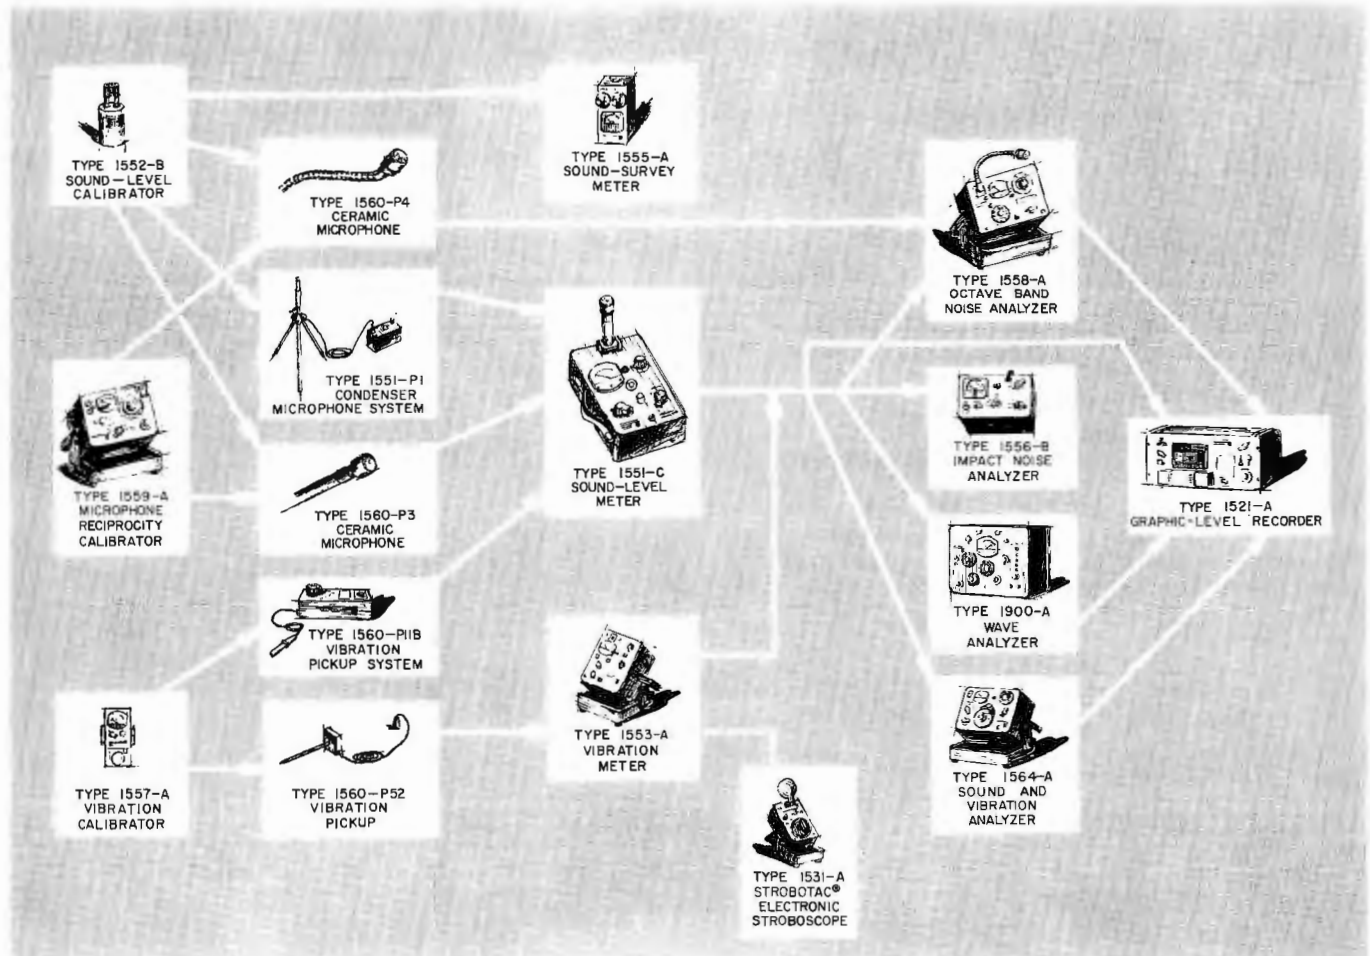 TYPE 1552-B
SOUND-LEVEL
CALIBRATOR
TYPE 1555-A
SOUND-SURVEY
METER
TYPE 1560-P4
CERAMIC
MICROPHONE
TYPE 1558-A
OCTAVE BAND
NOISE ANALYZER
TYPE 1551-P1
CONDENSER
MICROPHONE SYSTEM
TYPE 1551-C
SOUND-LEVEL
METER
TYPE 1556-B
IMPACT NOISE
ANALYZER
TYPE 1559-A
MICROPHONE
RECIPROCITY
CALIBRATOR
TYPE 1560-P3
CERAMIC
MICROPHONE
TYPE 1521-A
GRAPHIC-LEVEL RECORDER
TYPE 1900-A
WAVE
ANALYZER
TYPE 1560-P11B
VIBRATION
PICKUP SYSTEM
TYPE 1553-A
VIBRATION
METER
TYPE 1557-A
VIBRATION
CALIBRATOR
TYPE 1560-P52
VIBRATION
PICKUP
TYPE 1564-A
SOUND AND
VIBRATION
ANALYZER
TYPE 1531-A
STROBOTAC®
ELECTRONIC
STROBOSCOPE